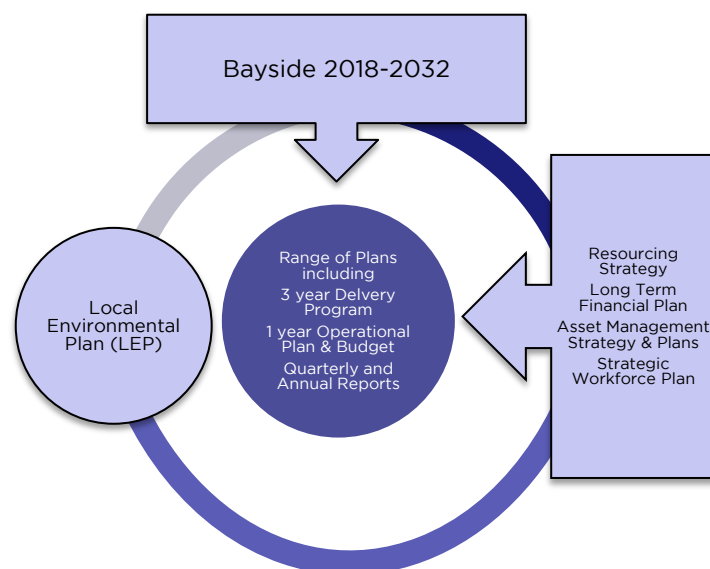 Bayside 2018-2032
Range of Plans
including
3 year Delvery
Program
1 year Operational
Plan & Budget
Quarterly and
Annual Reports
Local
Environmental
Plan (LEP)
Resourcing
Strategy
Long Term
Financial Plan
Asset Management
Strategy & Plans
Strategic
Workforce Plan